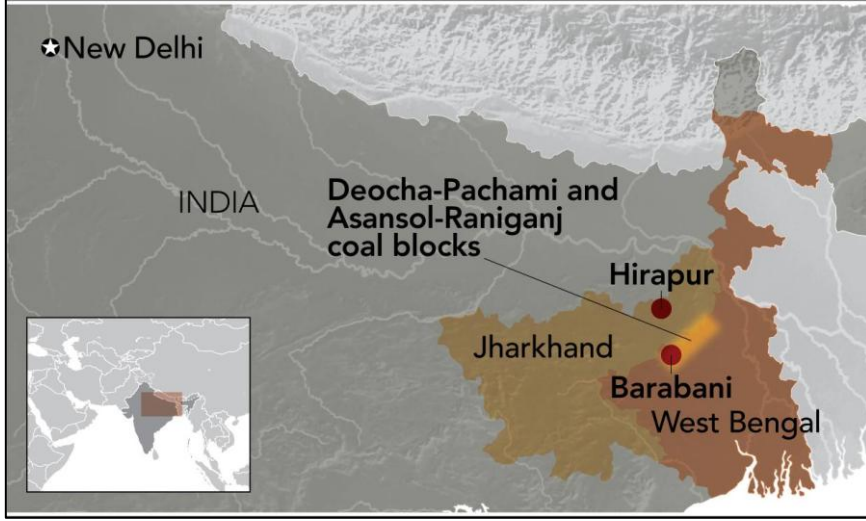 New Delhi
INDIA
Deocha-Pachami and
Asansol-Raniganj
coal blocks
Hirapur
Jharkhand
Barabani
West Bengal